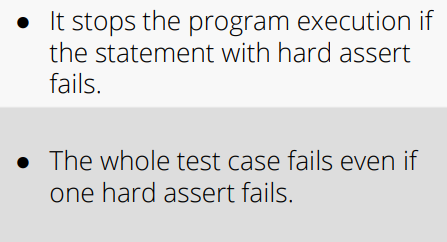 ● It stops the program execution if
the statement with hard assert
fails.
● The whole test case fails even if
one hard assert fails.